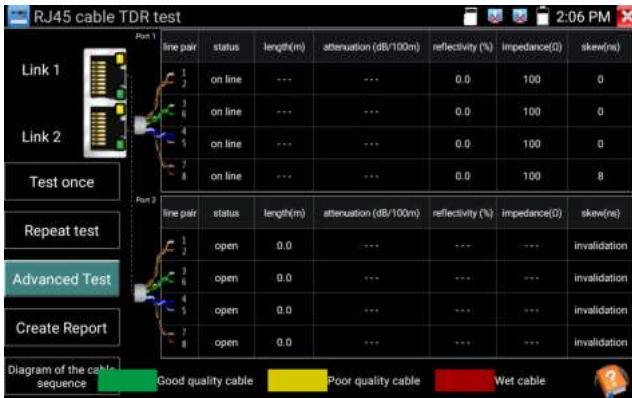 RJ45 cable TDR test
2:06 PM
Link 1
Link 2
Test once
Repeat test
Advanced Test
Create Report
Diagram of the cable
sequence
Port 1
line pair status length(m) attenuation (dB/100m) reflectivity (%) impedance(Ω) skew(ns)
1
2 on line --- --- 0.0 100 0
3
6 on line --- --- 0.0 100 0
4
5 on line --- --- 0.0 100 0
7
8 on line --- --- 0.0 100 8
Port 2
line pair status length(m) attenuation (dB/100m) reflectivity (%) impedance(Ω) skew(ns)
1
2 open 0.0 --- --- --- invalidation
3
6 open 0.0 --- --- --- invalidation
4
5 open 0.0 --- --- --- invalidation
7
8 open 0.0 --- --- --- invalidation
Good quality cable
Poor quality cable
Wet cable